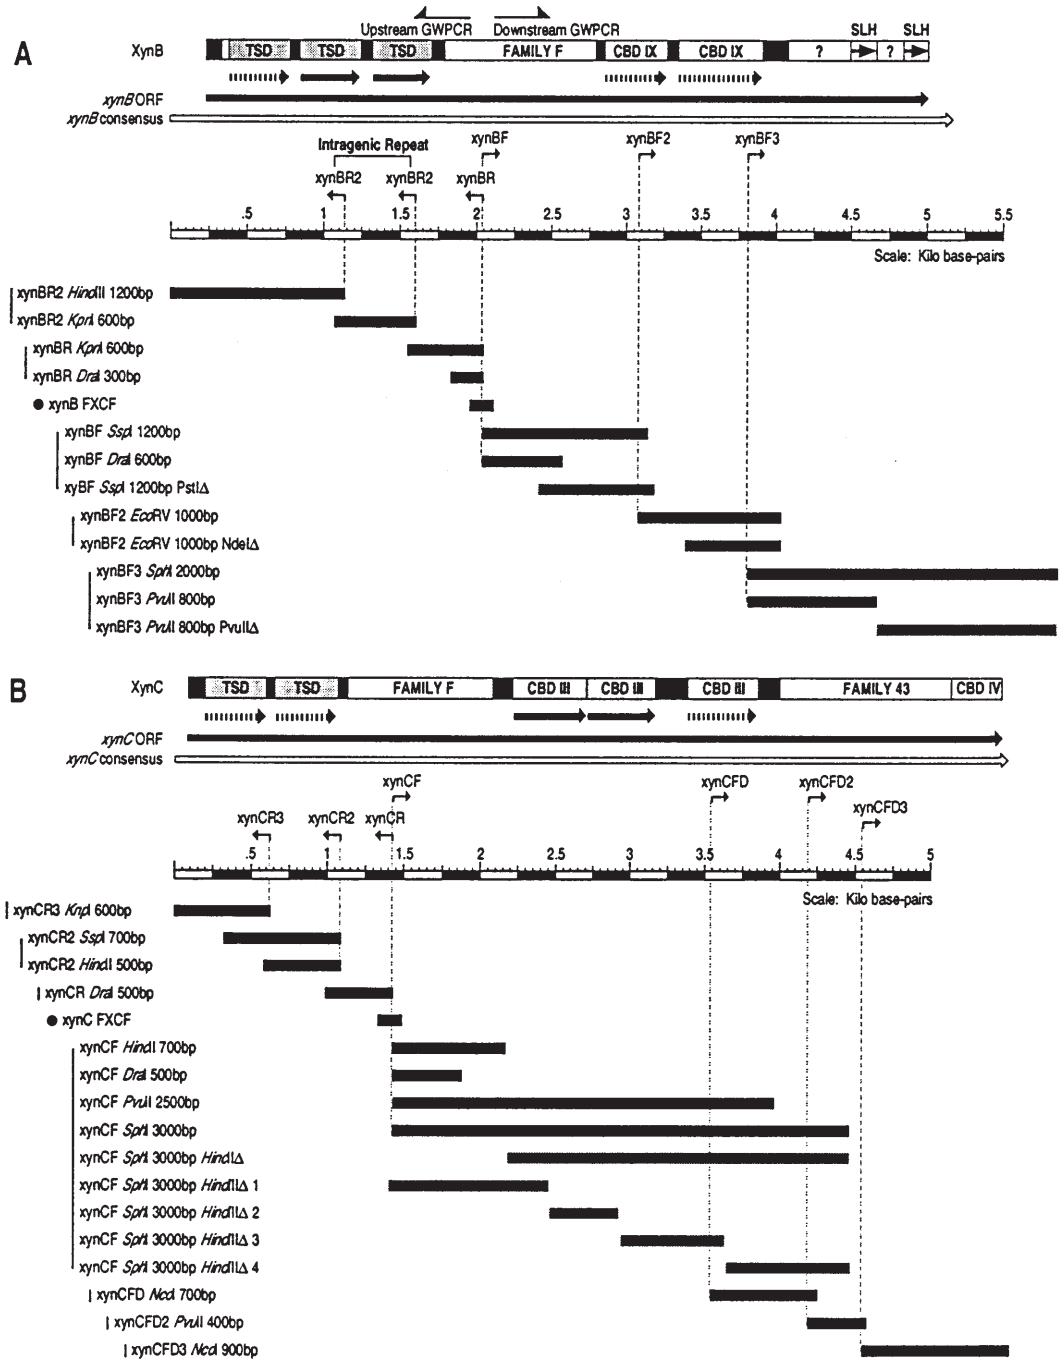 Upstream GWPCR Downstream GWPCR
A XynB TSD TSD TSD FAMILY F CBD IX CBD IX ? SLH ? SLH
xynB ORF
xynB consensus
Intragenic Repeat
xynBF xynBF2 xynBF3
xynBR2 xynBR2 xynBR
.5 1 1.5 2 2.5 3 3.5 4 4.5 5 5.5
Scale: Kilo base-pairs
xynBR2 HindIII 1200bp
xynBR2 KpnI 600bp
xynBR KpnI 600bp
xynBR DraI 300bp
xynB FXCF
xynBF SspI 1200bp
xynBF DraI 600bp
xyBF SspI 1200bp PstIΔ
xynBF2 EcoRV 1000bp
xynBF2 EcoRV 1000bp NdeIΔ
xynBF3 SphI 2000bp
xynBF3 PvuII 800bp
xynBF3 PvuII 800bp PvuIIΔ
B XynC TSD TSD FAMILY F CBD III CBD III CBD III FAMILY 43 CBD IV
xynC ORF
xynC consensus
xynCF xynCFD xynCFD2
xynCFD3
xynCR3 xynCR2 xynCR
.5 1 1.5 2 2.5 3 3.5 4 4.5 5
Scale: Kilo base-pairs
xynCR3 KnpI 600bp
xynCR2 SspI 700bp
xynCR2 HindII 500bp
xynCR DraI 500bp
xynC FXCF
xynCF HindII 700bp
xynCF DraI 500bp
xynCF PvuII 2500bp
xynCF SphI 3000bp
xynCF SphI 3000bp HindIΔ
xynCF SphI 3000bp HindIIΔ 1
xynCF SphI 3000bp HindIIΔ 2
xynCF SphI 3000bp HindIIΔ 3
xynCF SphI 3000bp HindIIΔ 4
xynCFD NcoI 700bp
xynCFD2 PvuII 400bp
xynCFD3 NcoI 900bp